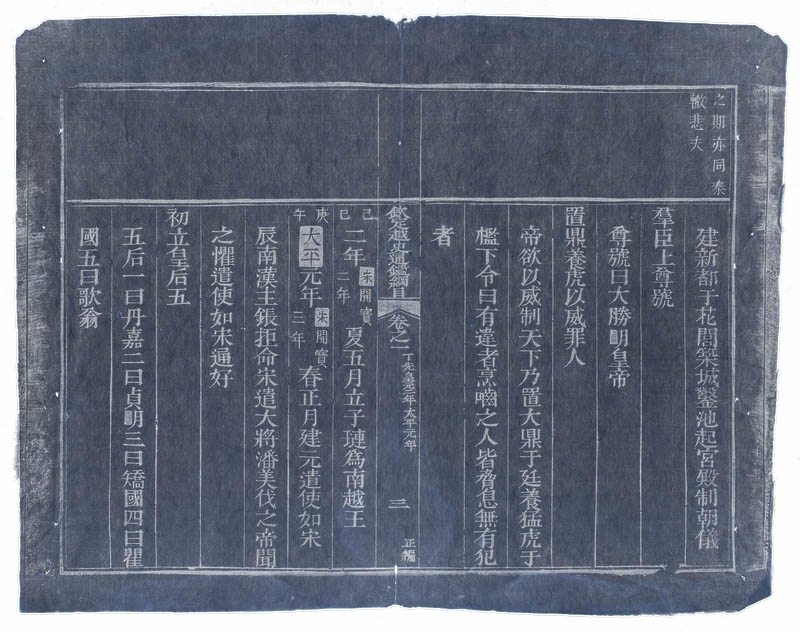 之期亦同秦
轍悲夫
建新都于花閭築城鑿池起宮殿制朝儀
羣臣上尊號
尊號曰大勝明皇帝
置鼎養虎以威罪人
帝欲以威制天下乃置大鼎于廷養猛虎于
檻下令曰有違者烹嚙之人皆脅息無有犯
者
欽定越史通鑑綱目 卷之一 丁先皇元二年大平元年 三 正編
己巳二年 宋開寶二年 夏五月立子璉為南越王
庚午大平元年 宋開寶三年 春正月建元遣使如宋
辰南漢主鋹拒命宋遣大將潘美伐之帝聞
之懼遣使如宋通好
初立皇后五
五后一曰丹嘉二曰貞明三曰矯國四曰瞿
國五曰歌翁